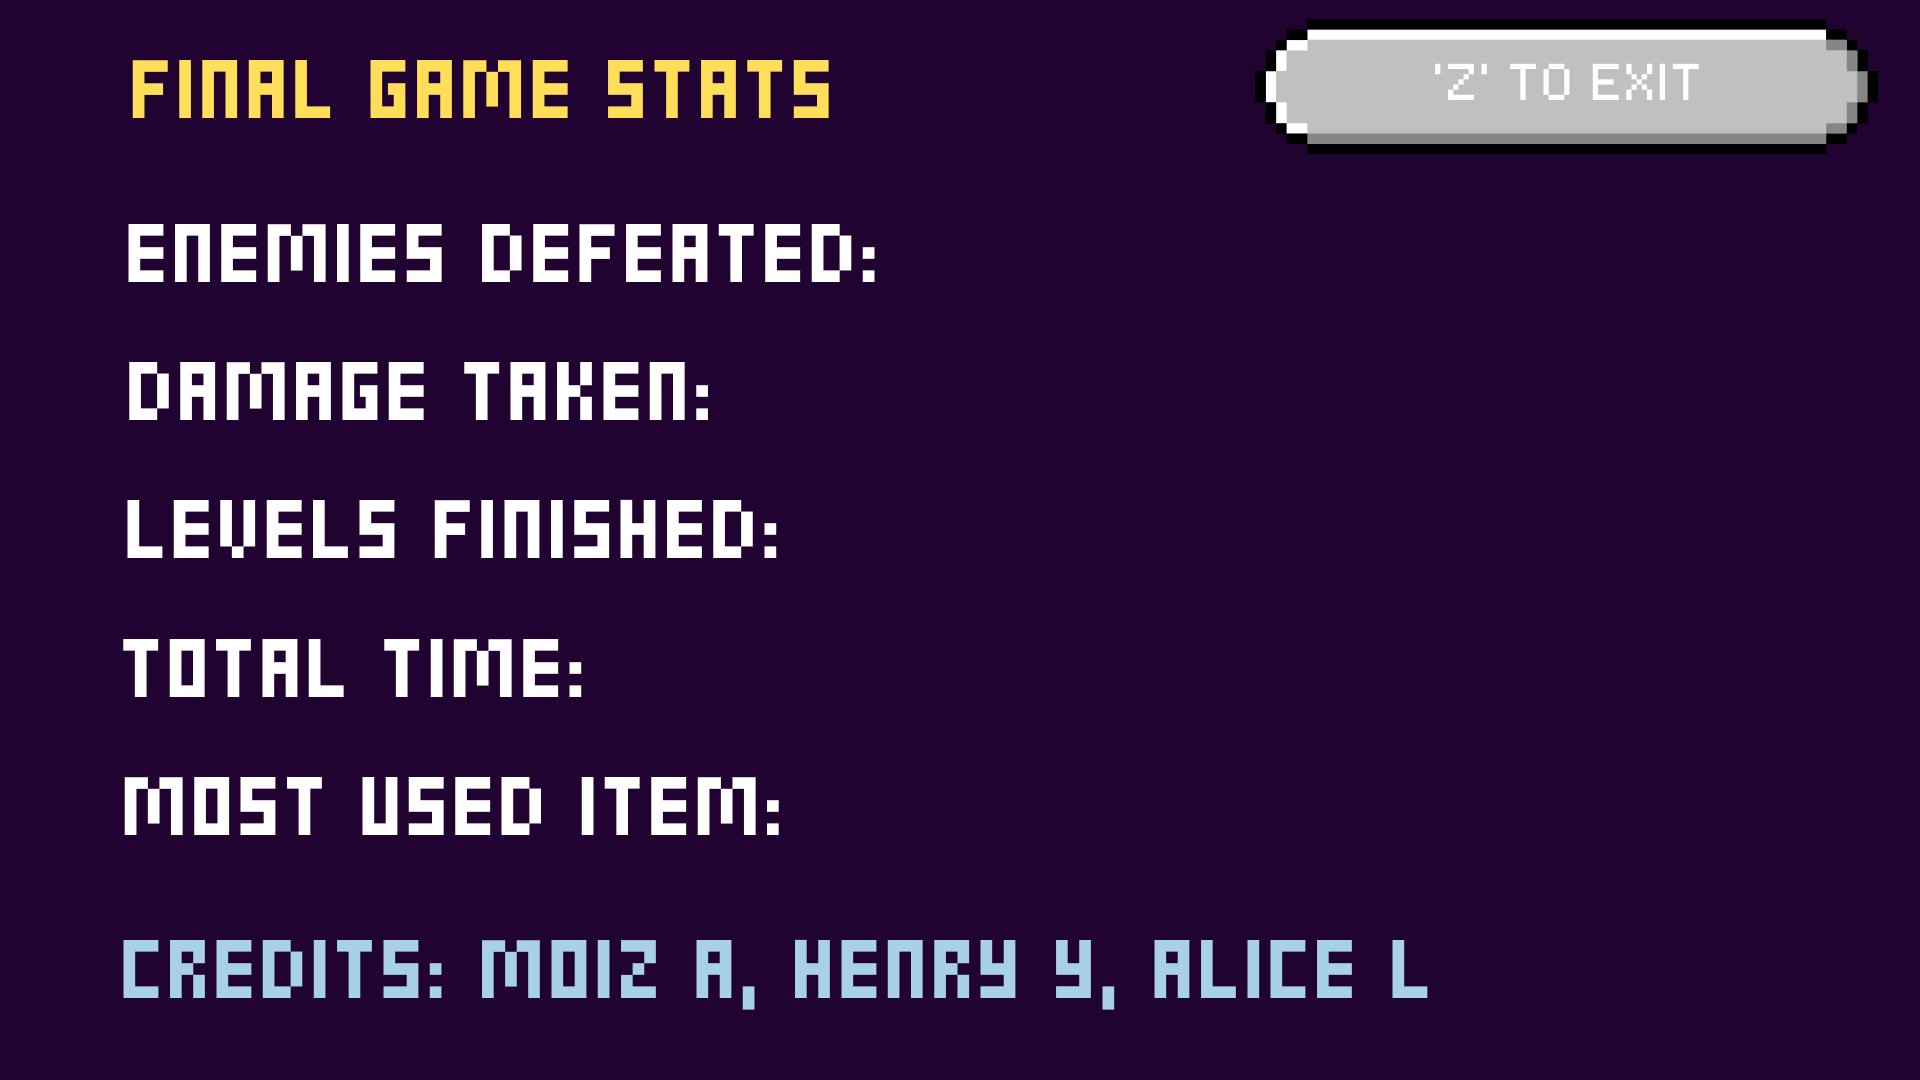 FINAL GAME STATS
'Z' TO EXIT
ENEMIES DEFEATED:
DAMAGE TAKEN:
LEVELS FINISHED:
TOTAL TIME:
MOST USED ITEM:
CREDITS: MOIZ A, HENRY Y, ALICE L